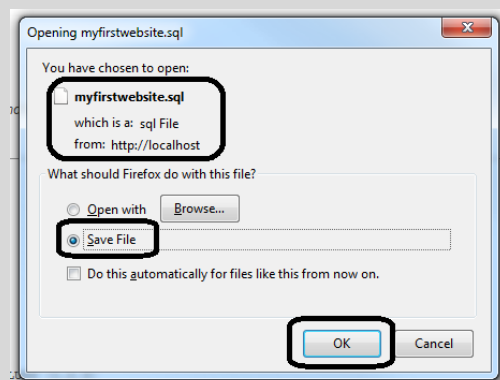 Opening myfirstwebsite.sql
You have chosen to open:
myfirstwebsite.sql
which is a: sql File
from: http://localhost
What should Firefox do with this file?
Open with Browse...
Save File
Do this automatically for files like this from now on.
OK Cancel